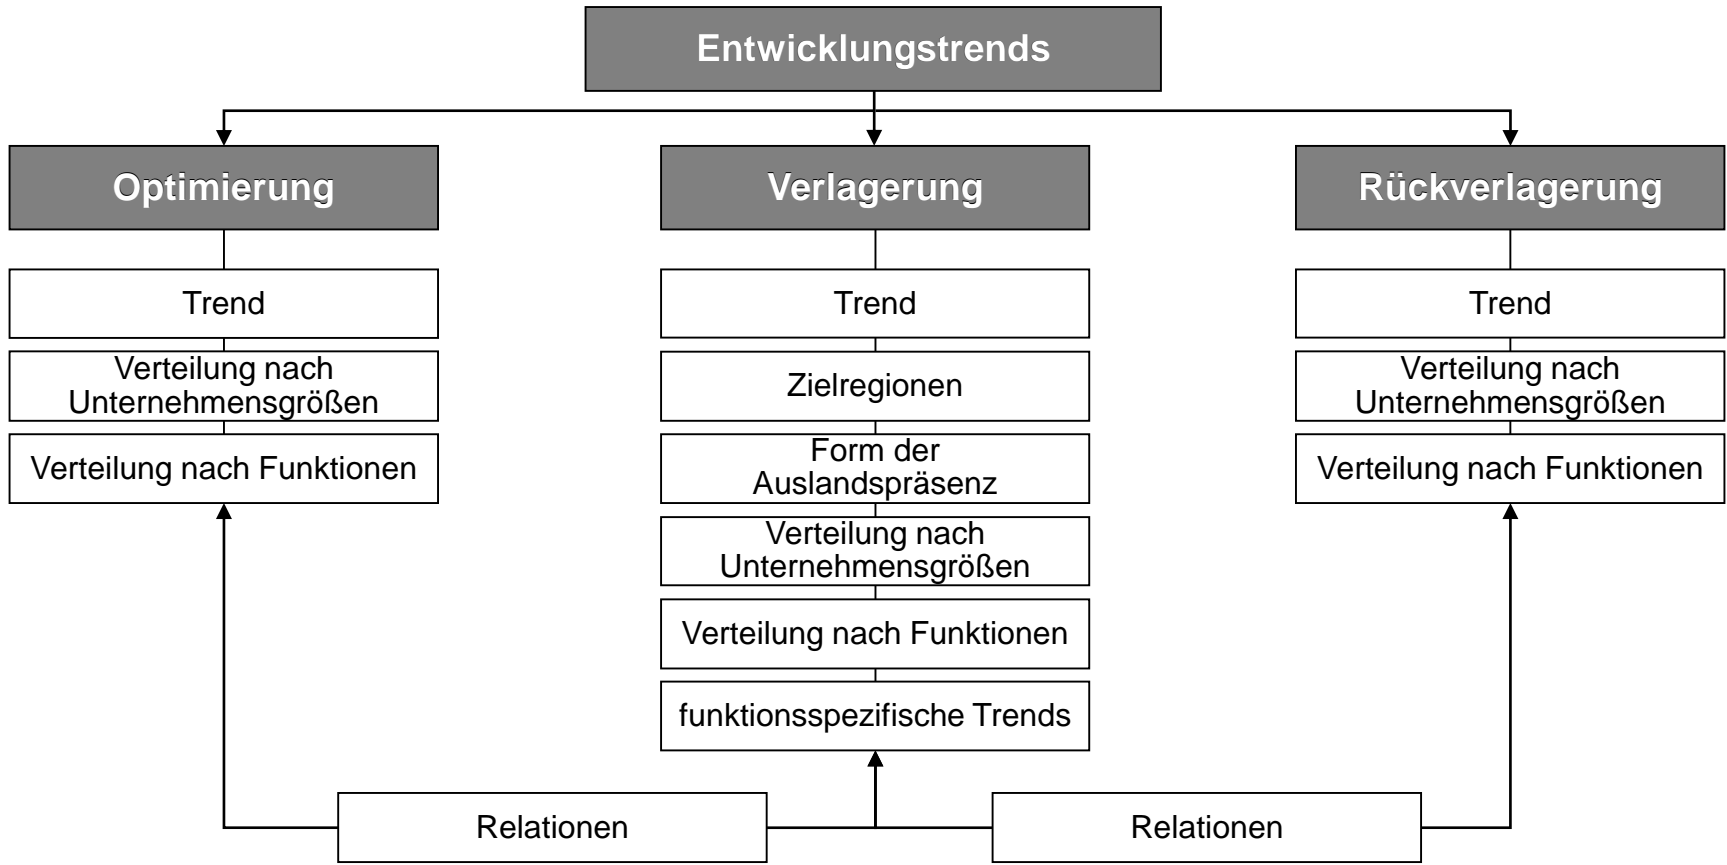 Entwicklungstrends
Optimierung
Verlagerung
Rückverlagerung
Trend
Verteilung nach
Unternehmensgrößen
Verteilung nach Funktionen
Trend
Zielregionen
Form der
Auslandspräsenz
Verteilung nach
Unternehmensgrößen
Verteilung nach Funktionen
funktionsspezifische Trends
Trend
Verteilung nach
Unternehmensgrößen
Verteilung nach Funktionen
Relationen
Relationen